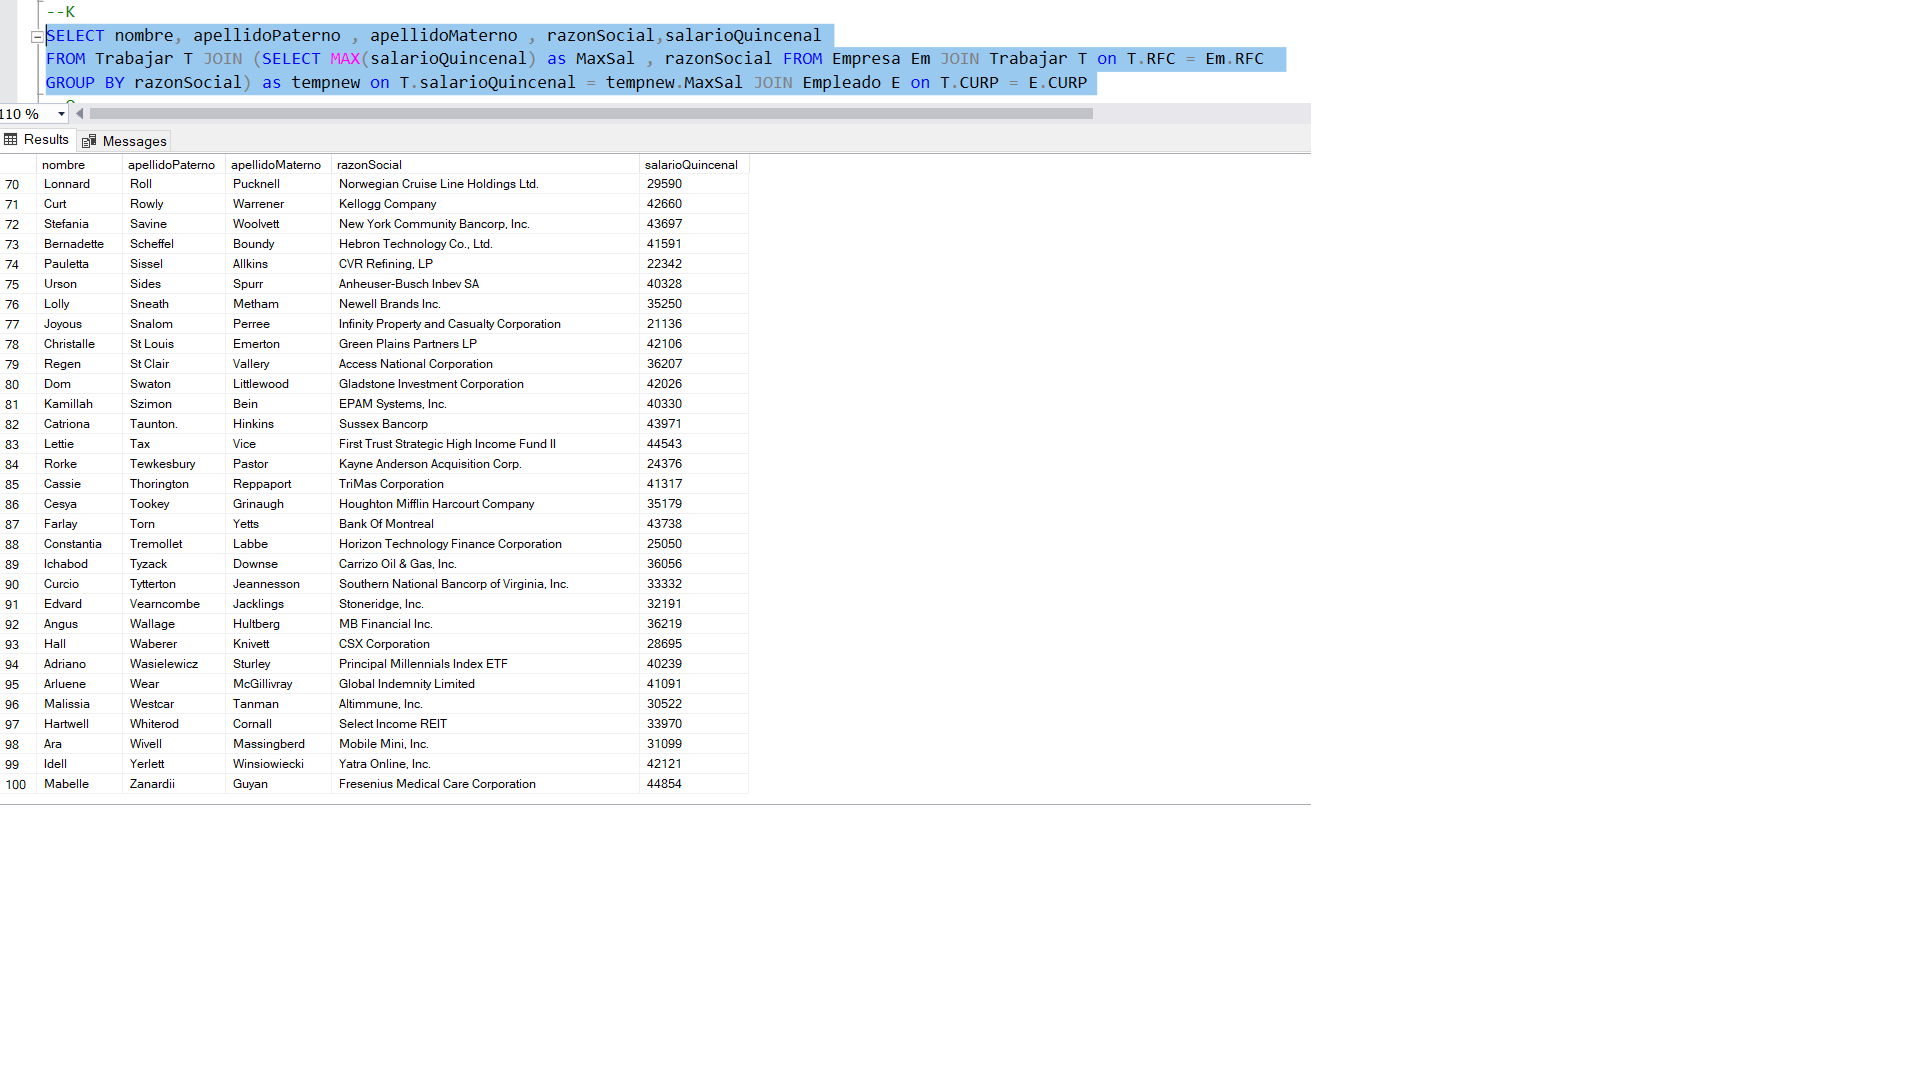 --K
SELECT nombre, apellidoPaterno , apellidoMaterno , razonSocial,salarioQuincenal
FROM Trabajar T JOIN (SELECT MAX(salarioQuincenal) as MaxSal , razonSocial FROM Empresa Em JOIN Trabajar T on T.RFC = Em.RFC
GROUP BY razonSocial) as tempnew on T.salarioQuincenal = tempnew.MaxSal JOIN Empleado E on T.CURP = E.CURP
110 %
Results Messages
nombre apellidoPaterno apellidoMaterno razonSocial salarioQuincenal
70 Lonnard Roll Pucknell Norwegian Cruise Line Holdings Ltd. 29590
71 Curt Rowly Warrener Kellogg Company 42660
72 Stefania Savine Woolvett New York Community Bancorp, Inc. 43697
73 Bernadette Scheffel Boundy Hebron Technology Co., Ltd. 41591
74 Pauletta Sissel Allkins CVR Refining, LP 22342
75 Urson Sides Spurr Anheuser-Busch Inbev SA 40328
76 Lolly Sneath Metham Newell Brands Inc. 35250
77 Joyous Snalom Perree Infinity Property and Casualty Corporation 21136
78 Christalle St Louis Emerton Green Plains Partners LP 42106
79 Regen St Clair Vallery Access National Corporation 36207
80 Dom Swaton Littlewood Gladstone Investment Corporation 42026
81 Kamillah Szimon Bein EPAM Systems, Inc. 40330
82 Catriona Taunton. Hinkins Sussex Bancorp 43971
83 Lettie Tax Vice First Trust Strategic High Income Fund II 44543
84 Rorke Tewkesbury Pastor Kayne Anderson Acquisition Corp. 24376
85 Cassie Thorington Reppaport TriMas Corporation 41317
86 Cesya Tookey Grinaugh Houghton Mifflin Harcourt Company 35179
87 Farlay Torn Yetts Bank Of Montreal 43738
88 Constantia Tremollet Labbe Horizon Technology Finance Corporation 25050
89 Ichabod Tyzack Downse Carrizo Oil & Gas, Inc. 36056
90 Curcio Tytterton Jeannesson Southern National Bancorp of Virginia, Inc. 33332
91 Edvard Vearncombe Jacklings Stoneridge, Inc. 32191
92 Angus Wallage Hultberg MB Financial Inc. 36219
93 Hall Waberer Knivett CSX Corporation 28695
94 Adriano Wasielewicz Sturley Principal Millennials Index ETF 40239
95 Arluene Wear McGillivray Global Indemnity Limited 41091
96 Malissia Westcar Tanman Altimmune, Inc. 30522
97 Hartwell Whiterod Cornall Select Income REIT 33970
98 Ara Wivell Massingberd Mobile Mini, Inc. 31099
99 Idell Yerlett Winsiowiecki Yatra Online, Inc. 42121
100 Mabelle Zanardii Guyan Fresenius Medical Care Corporation 44854